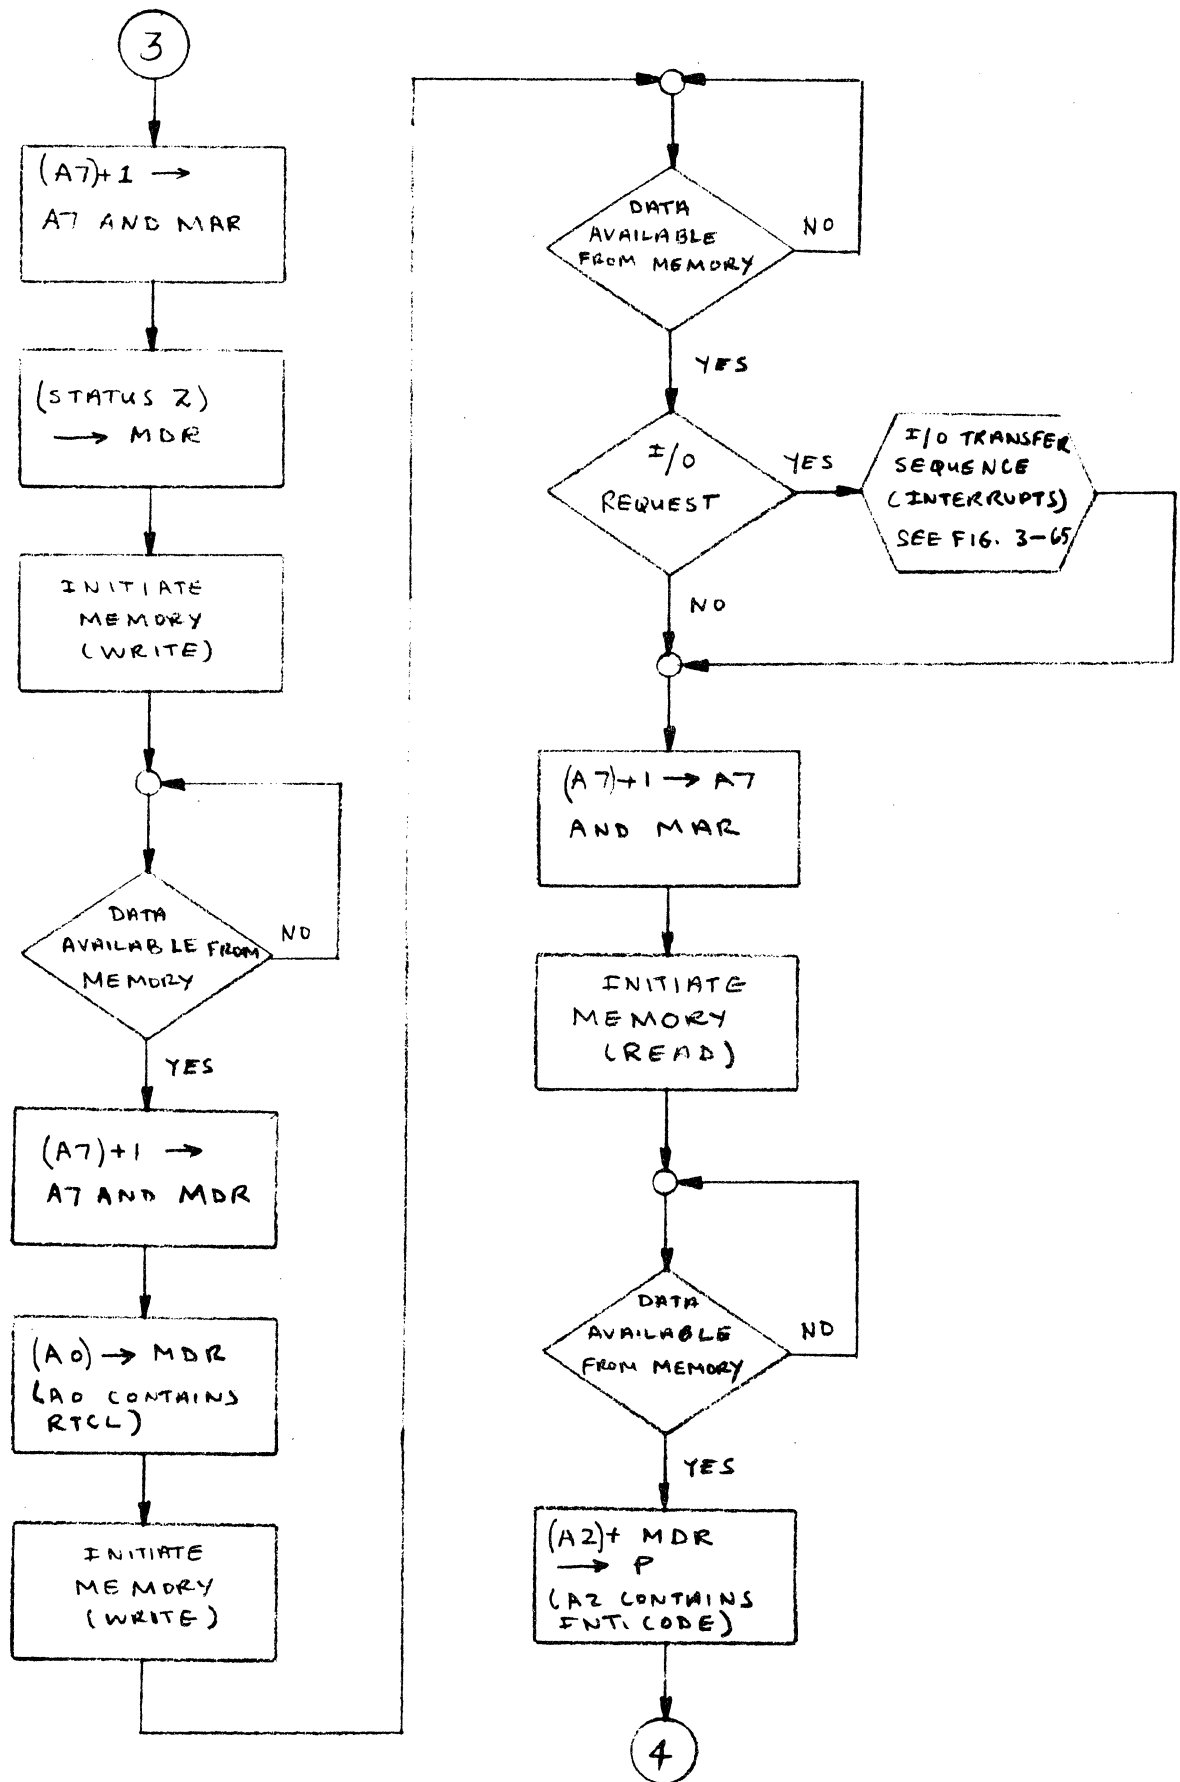 3
(A7)+1 →
A7 AND MAR
(STATUS 2)
→ MDR
INITIATE
MEMORY
(WRITE)
DATA
AVAILABLE FROM
MEMORY
NO
YES
(A7)+1 →
A7 AND MDR
(A0) → MDR
(A0 CONTAINS
RTCL)
INITIATE
MEMORY
(WRITE)
DATA
AVAILABLE
FROM MEMORY
NO
YES
I/O
REQUEST
YES
I/O TRANSFER
SEQUENCE
(INTERRUPTS)
SEE FIG. 3-65
NO
(A7)+1 → A7
AND MAR
INITIATE
MEMORY
(READ)
DATA
AVAILABLE
FROM MEMORY
NO
YES
(A2)+ MDR
→ P
(A2 CONTAINS
INT. CODE)
4